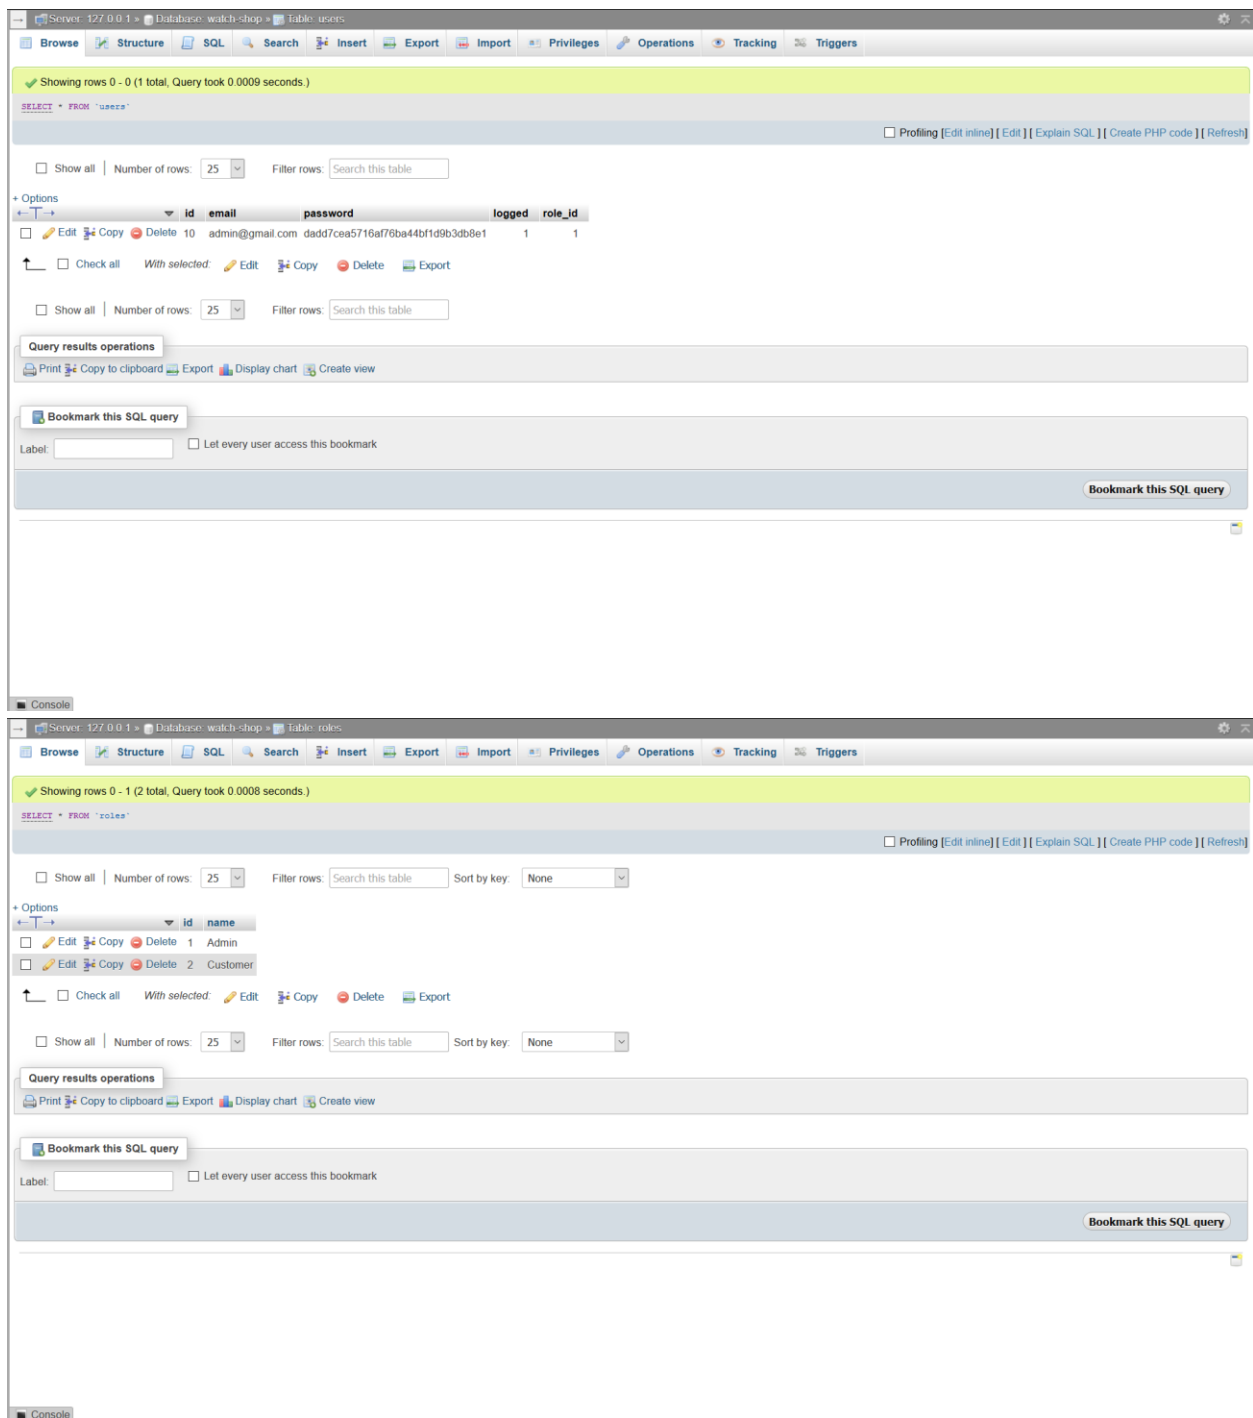 Server: 127.0.0.1 » Database: watch-shop » Table: users
Browse Structure SQL Search Insert Export Import Privileges Operations Tracking Triggers
Showing rows 0 - 0 (1 total, Query took 0.0009 seconds.)
SELECT * FROM `users`
Profiling [Edit inline] [ Edit ] [ Explain SQL ] [ Create PHP code ] [ Refresh]
Show all | Number of rows: 25 Filter rows: Search this table
+ Options
←T→ id email password logged role_id
Edit Copy Delete 10 admin@gmail.com dadd7cea5716af76ba44bf1d9b3db8e1 1 1
Check all With selected: Edit Copy Delete Export
Show all | Number of rows: 25 Filter rows: Search this table
Query results operations
Print Copy to clipboard Export Display chart Create view
Bookmark this SQL query
Label: Let every user access this bookmark
Bookmark this SQL query
Console
Server: 127.0.0.1 » Database: watch-shop » Table: roles
Browse Structure SQL Search Insert Export Import Privileges Operations Tracking Triggers
Showing rows 0 - 1 (2 total, Query took 0.0008 seconds.)
SELECT * FROM `roles`
Profiling [Edit inline] [ Edit ] [ Explain SQL ] [ Create PHP code ] [ Refresh]
Show all | Number of rows: 25 Filter rows: Search this table Sort by key: None
+ Options
←T→ id name
Edit Copy Delete 1 Admin
Edit Copy Delete 2 Customer
Check all With selected: Edit Copy Delete Export
Show all | Number of rows: 25 Filter rows: Search this table Sort by key: None
Query results operations
Print Copy to clipboard Export Display chart Create view
Bookmark this SQL query
Label: Let every user access this bookmark
Bookmark this SQL query
Console